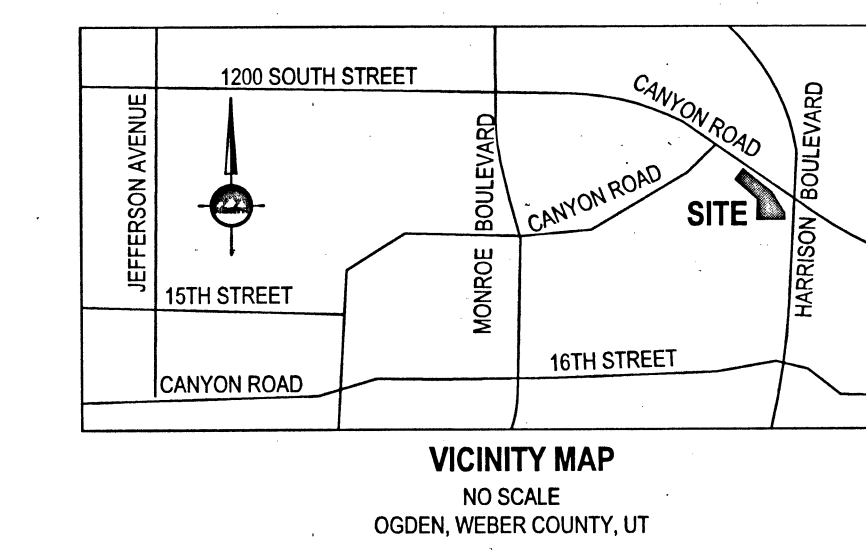 1200 SOUTH STREET
CANYON ROAD
JEFFERSON AVENUE
MONROE BOULEVARD
CANYON ROAD
HARRISON BOULEVARD
SITE
15TH STREET
16TH STREET
CANYON ROAD
VICINITY MAP
NO SCALE
OGDEN, WEBER COUNTY, UT